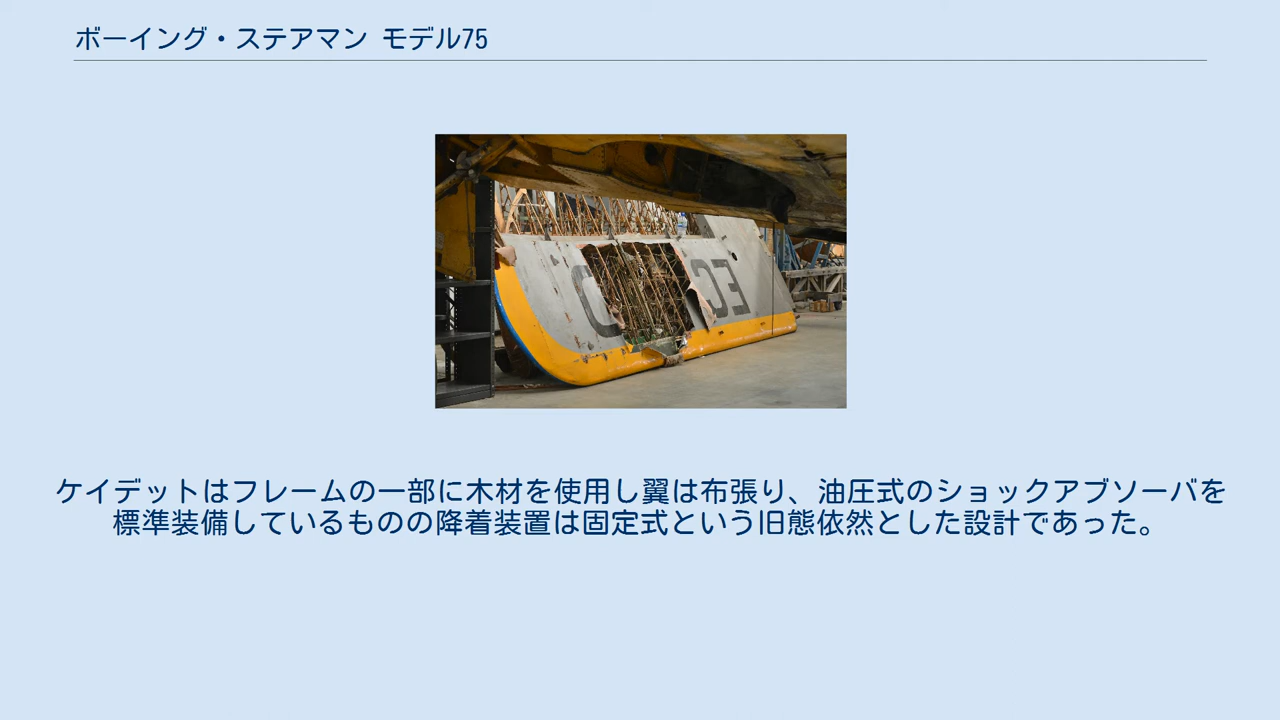 ボーイング・ステアマン モデル75
ケイデットはフレームの一部に木材を使用し翼は布張り、油圧式のショックアブソーバを
標準装備しているものの降着装置は固定式という旧態依然とした設計であった。